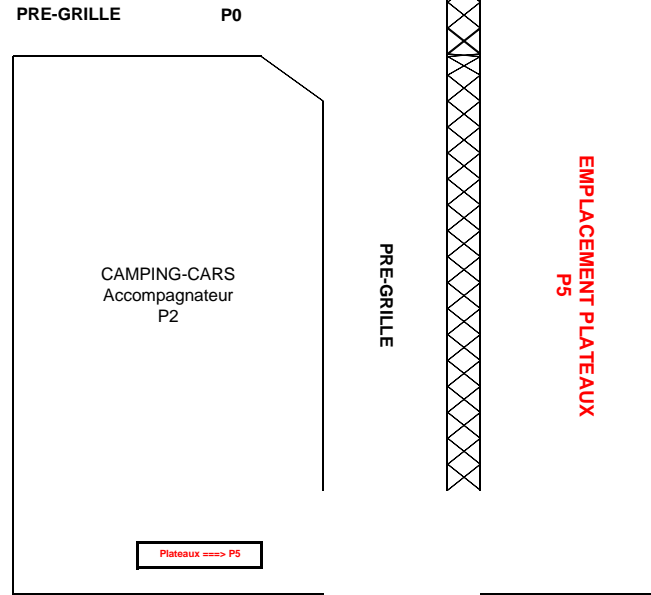 PRE-GRILLE P0
CAMPING-CARS
Accompagnateur
P2
PRE-GRILLE
EMPLACEMENT PLATEAUX
P5
Plateaux ===> P5